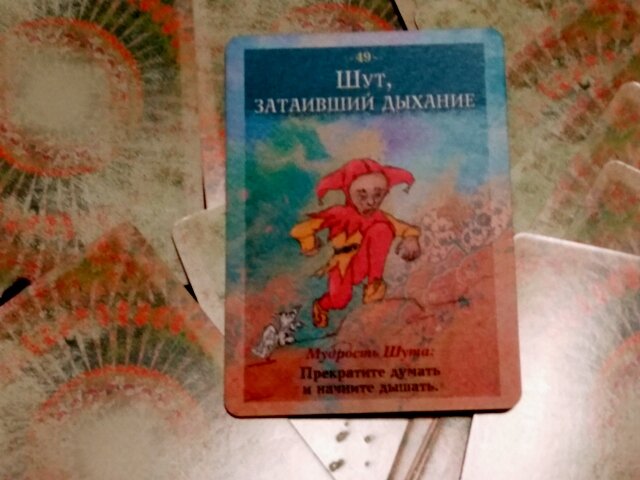 ~49~
Шут,
затаивший дыхание
Мудрость Шута:
Прекратите думать
и начните дышать.